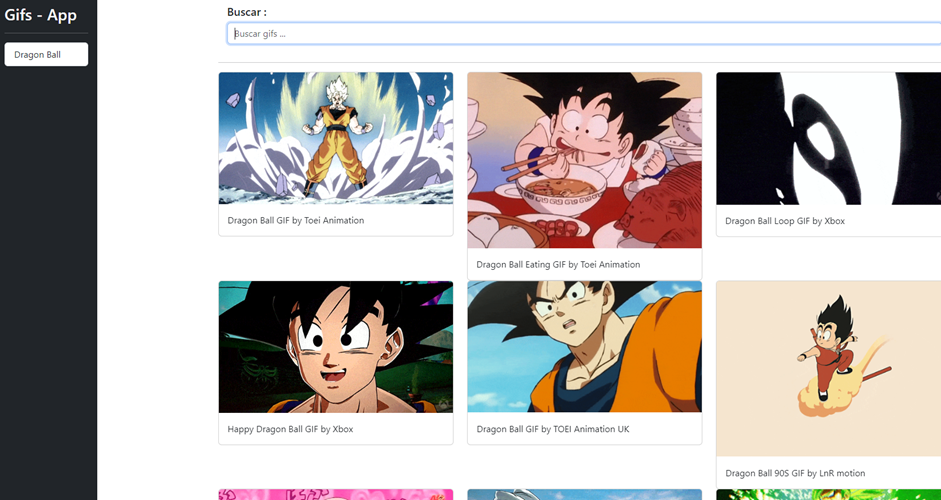 Gifs - App
Dragon Ball
Buscar :
Buscar gifs ...
Dragon Ball GIF by Toei Animation
Dragon Ball Eating GIF by Toei Animation
Dragon Ball Loop GIF by Xbox
Happy Dragon Ball GIF by Xbox
Dragon Ball GIF by TOEI Animation UK
Dragon Ball 90S GIF by LnR motion